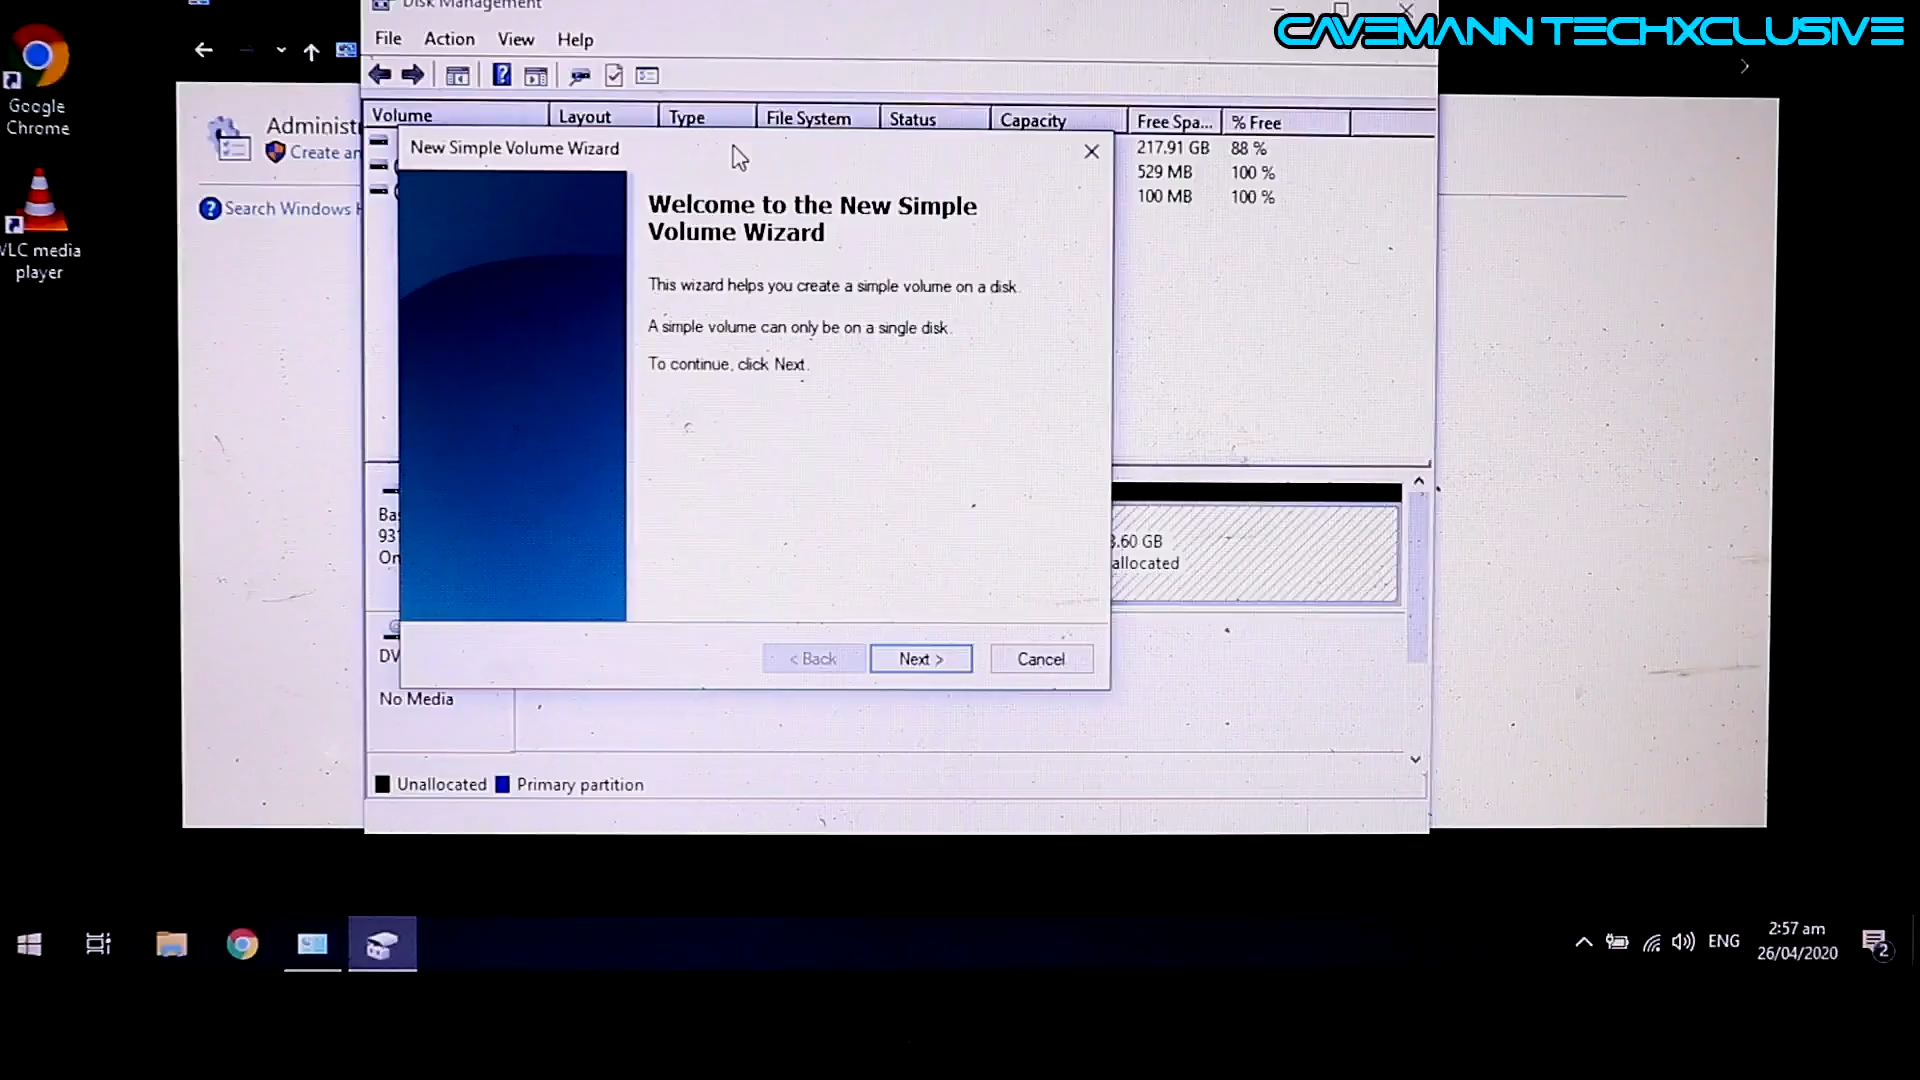 Disk Management
CAVEMANN TECHXCLUSIVE
File Action View Help
Google
Chrome
VLC media
player
Volume Layout Type File System Status Capacity Free Spa... % Free
217.91 GB 88 %
529 MB 100 %
100 MB 100 %
Create an
Search Windows
New Simple Volume Wizard
Welcome to the New Simple
Volume Wizard
This wizard helps you create a simple volume on a disk.
A simple volume can only be on a single disk.
To continue, click Next.
< Back Next > Cancel
.60 GB
allocated
No Media
Unallocated Primary partition
ENG
2:57 am
26/04/2020
2